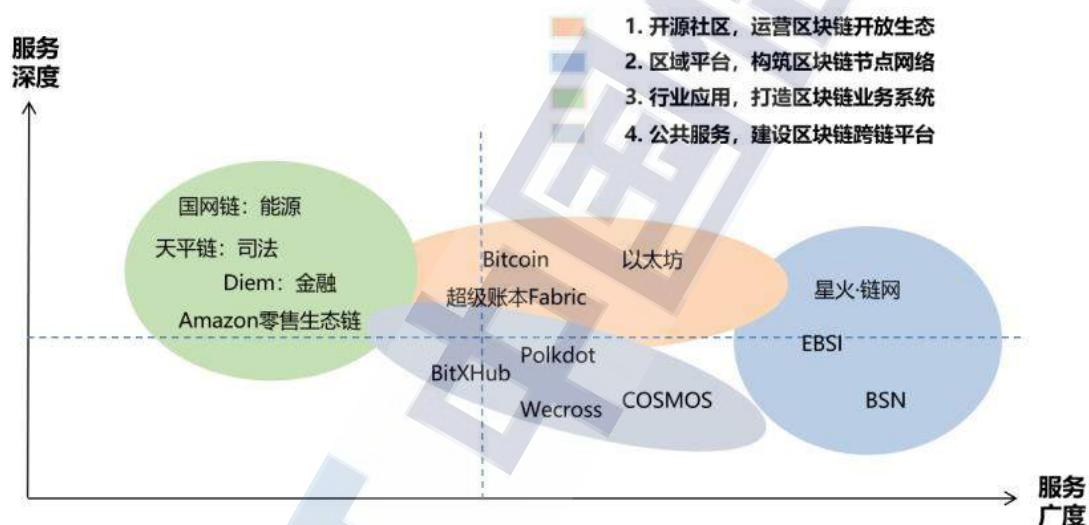 1. 开源社区，运营区块链开放生态
2. 区域平台，构筑区块链节点网络
3. 行业应用，打造区块链业务系统
4. 公共服务，建设区块链跨链平台
服务
深度
国网链：能源
天平链：司法
Diem：金融
Amazon零售生态链
Bitcoin
以太坊
超级账本Fabric
星火·链网
EBSI
BSN
Polkdot
BitXHub
Wecross
COSMOS
服务
广度